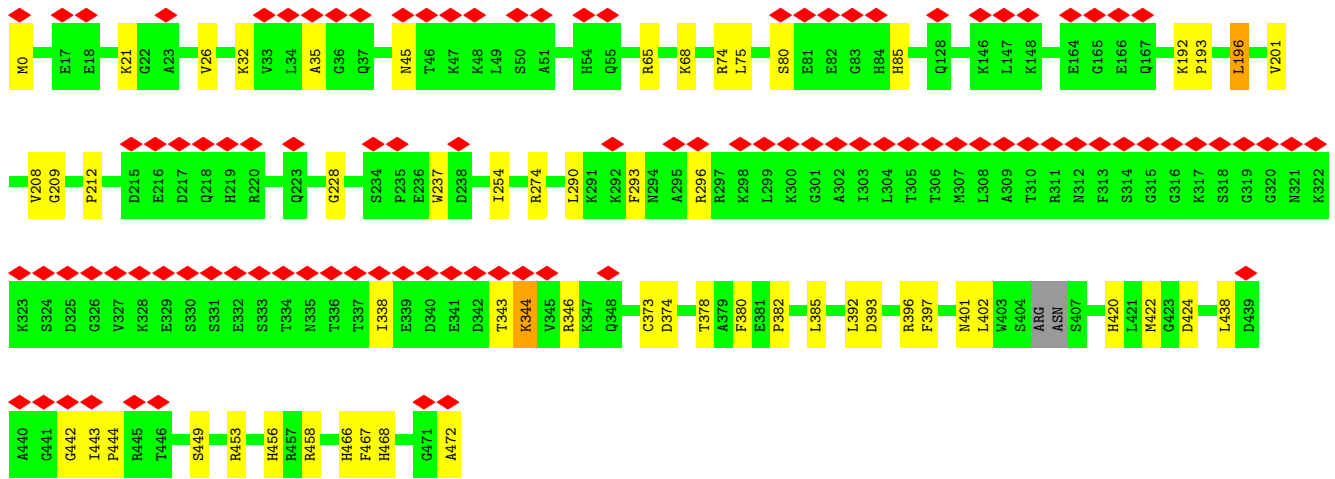 M0 E17 E18 K21 G22 A23 V26 K32 V33 L34 A35 G36 Q37 N45 T46 K47 K48 L49 S50 A51 H54 Q55 R65 K68 R74 L75 S80 E81 E82 G83 H84 H85 Q128 K146 L147 K148 E164 G165 E166 Q167 K192 P193 L196 V201
V208 G209 P212 D215 E216 D217 Q218 H219 R220 Q223 G228 S234 P235 E236 W237 D238 I254 R274 L290 K291 K292 F293 N294 A295 R296 R297 K298 L299 K300 G301 A302 I303 L304 T305 T306 M307 L308 A309 T310 R311 N312 F313 S314 G315 G316 K317 S318 G319 G320 N321 K322
K323 S324 D325 G326 V327 K328 E329 S330 S331 E332 S333 T334 N335 T336 T337 I338 E339 D340 E341 D342 T343 K344 V345 R346 K347 Q348 C373 D374 T378 A379 F380 E381 P382 L385 L392 D393 R396 F397 N401 L402 W403 S404 ARG ASN S407 H420 L421 M422 G423 D424 L438 D439
A440 G441 G442 I443 P444 R445 T446 S449 R453 H456 R457 R458 H466 F467 H468 G471 A472